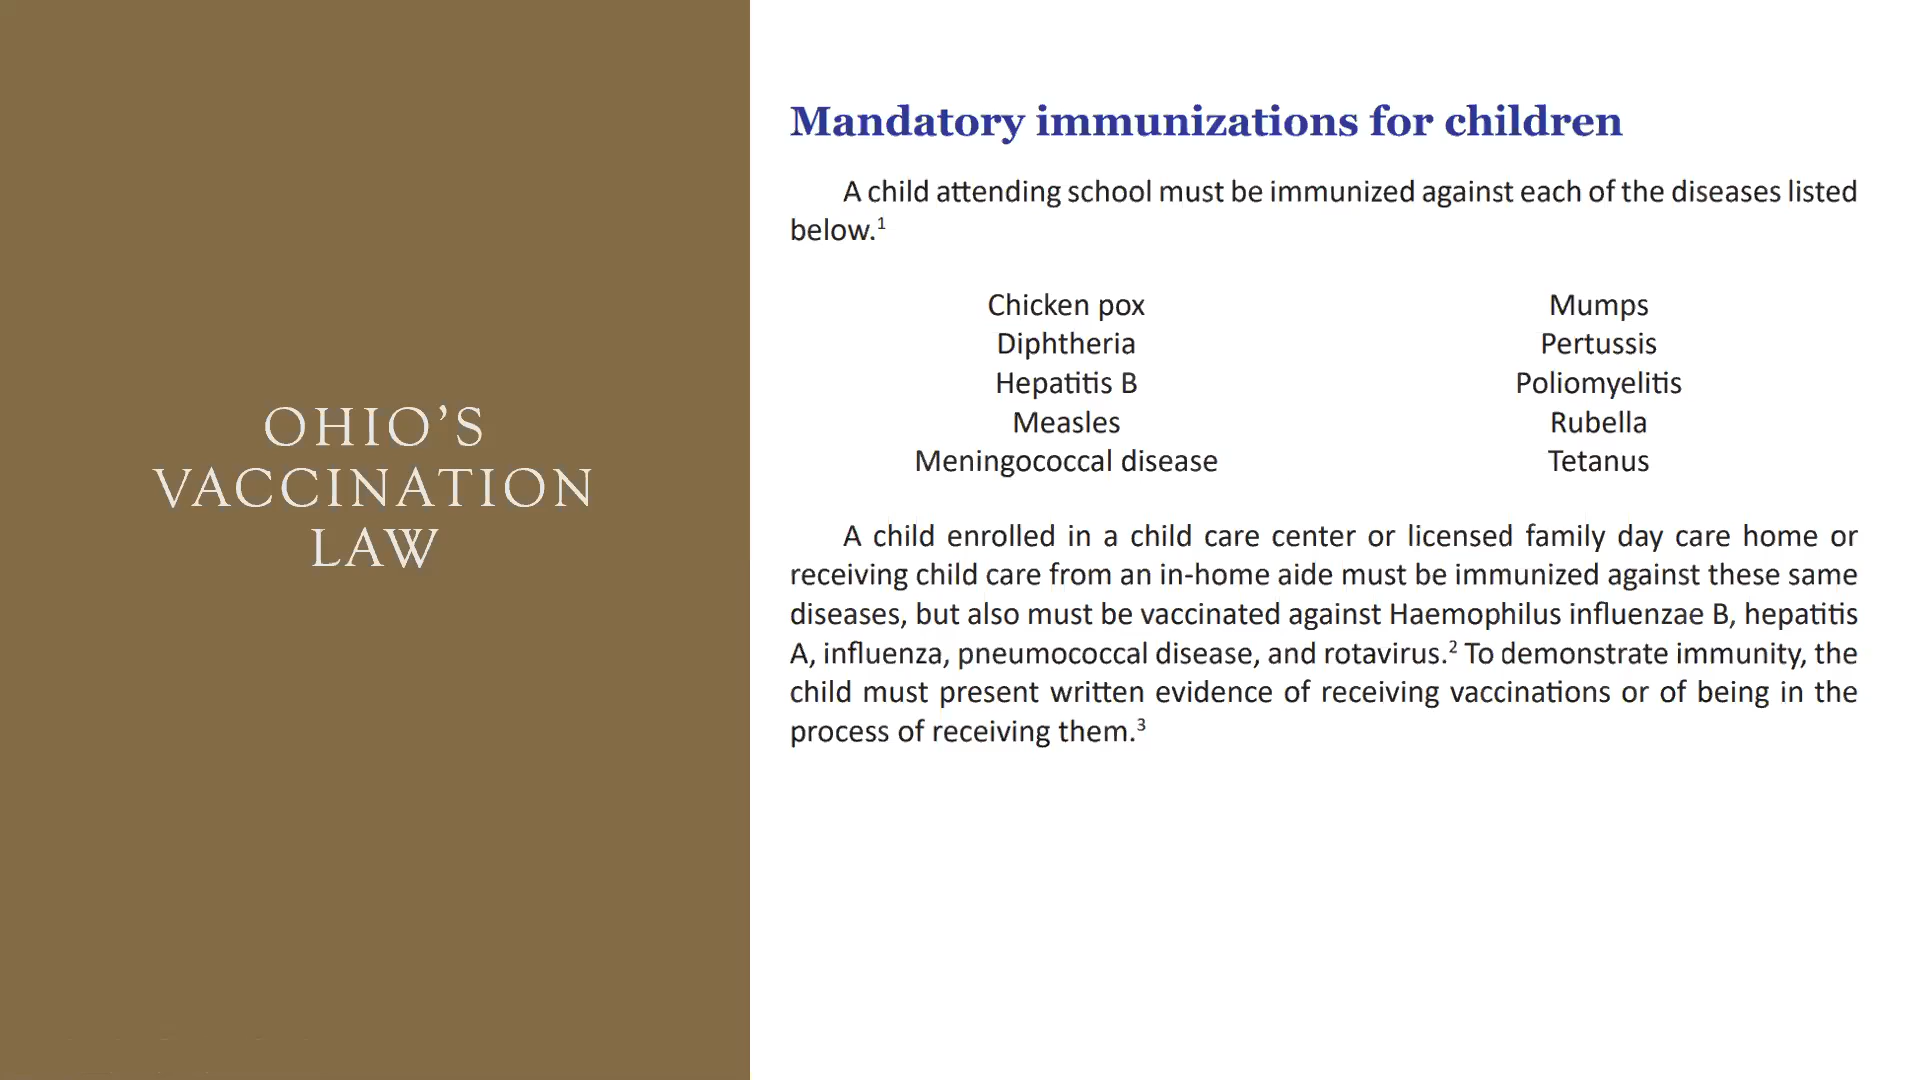 OHIO’S
VACCINATION
LAW
Mandatory immunizations for children
A child attending school must be immunized against each of the diseases listed
below.1
Chicken pox
Diphtheria
Hepatitis B
Measles
Meningococcal disease
Mumps
Pertussis
Poliomyelitis
Rubella
Tetanus
A child enrolled in a child care center or licensed family day care home or
receiving child care from an in-home aide must be immunized against these same
diseases, but also must be vaccinated against Haemophilus influenzae B, hepatitis
A, influenza, pneumococcal disease, and rotavirus.2 To demonstrate immunity, the
child must present written evidence of receiving vaccinations or of being in the
process of receiving them.3